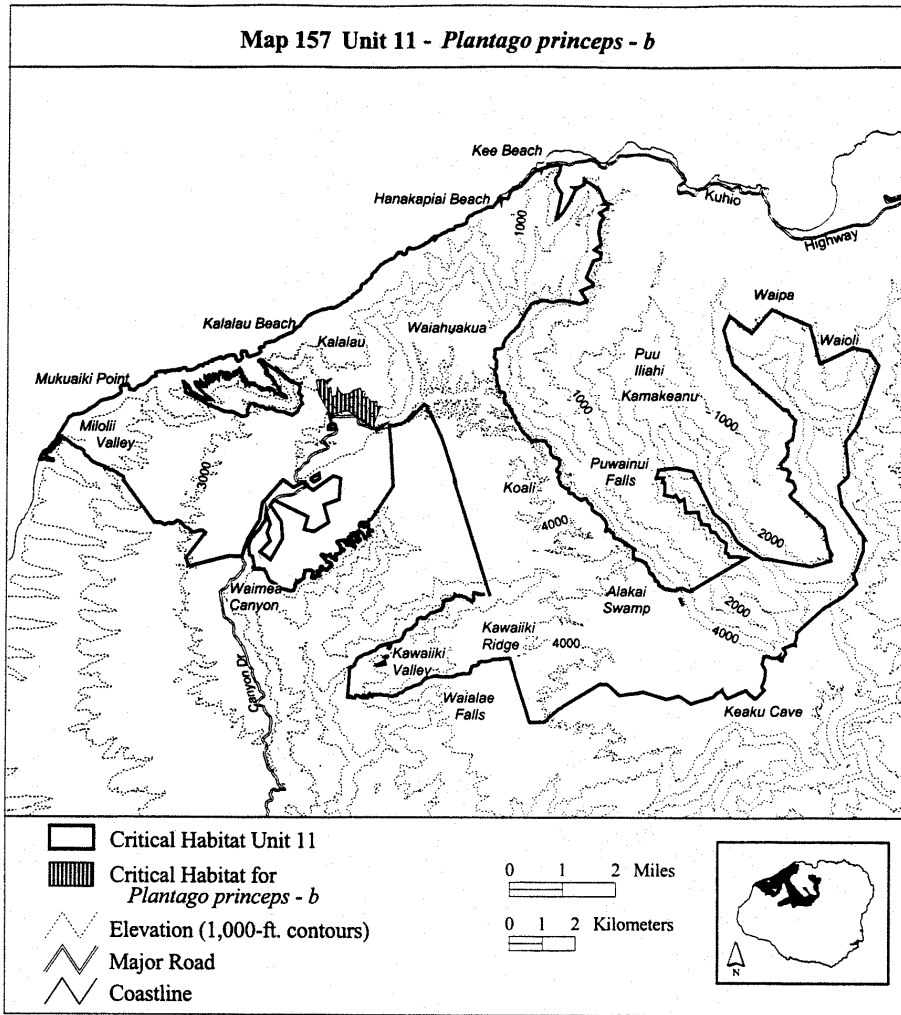 Map 157 Unit 11 - Plantago princeps - b
Kee Beach
Hanakapiai Beach
Kuhio
Highway
1000
Waipa
Kalalau Beach
Kalalau
Waiahuakua
Waioli
Puu
Iliahi
Mukuaiki Point
Kamakeanu
1000
1000
Milolii
Valley
3000
Puwainui
Falls
Koali
4000
2000
Waimea
Canyon
Alakai
Swamp
2000
Kawaiiki
Ridge
4000
4000
Kawaiiki
Valley
Canyon Dr
Waialae
Falls
Keaku Cave
Critical Habitat Unit 11
Critical Habitat for
Plantago princeps - b
Elevation (1,000-ft. contours)
Major Road
Coastline
0 1 2 Miles
0 1 2 Kilometers
N